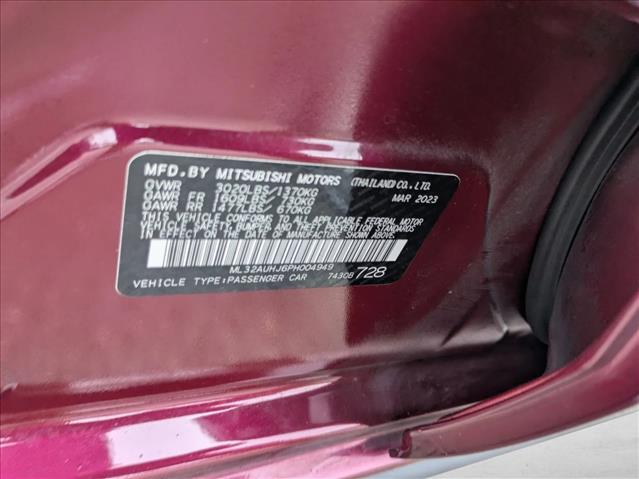 MFD.BY MITSUBISHI MOTORS (THAILAND) CO., LTD.
GVWR 3020LBS/1370KG MAR 2023
GAWR FR 1609LBS/ 730KG
GAWR RR 1477LBS/ 670KG
THIS VEHICLE CONFORMS TO ALL APPLICABLE FEDERAL MOTOR
VEHICLE SAFETY, BUMPER AND THEFT PREVENTION STANDARDS
IN EFFECT ON THE DATE OF MANUFACTURE SHOWN ABOVE.
ML32AUHJ6PH004949
VEHICLE TYPE:PASSENGER CAR 7430B 728